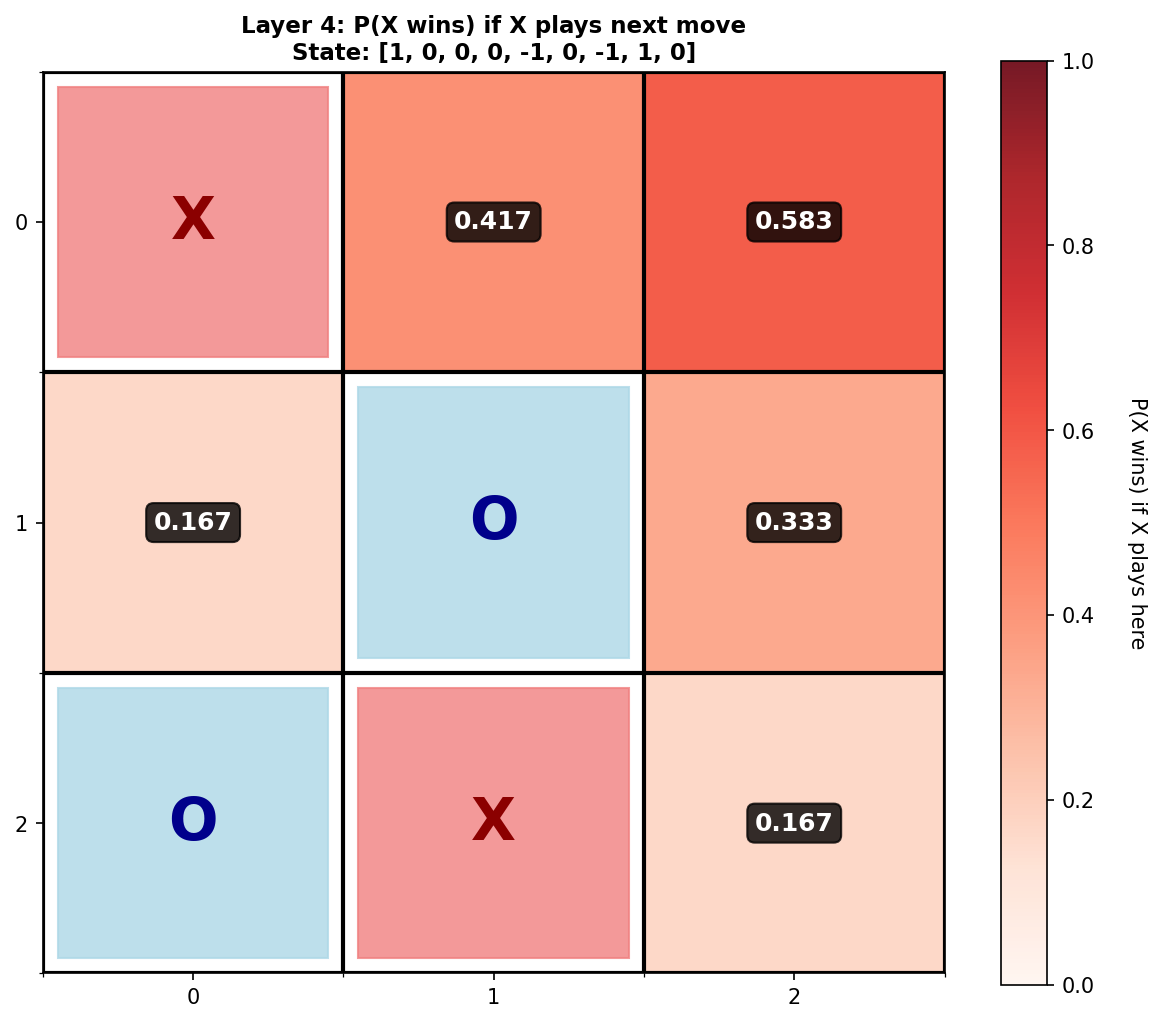 Layer 4: P(X wins) if X plays next move
State: [1, 0, 0, 0, -1, 0, -1, 1, 0]
X
0.417
0.583
0.167
O
0.333
O
X
0.167
0
1
2
0
1
2
1.0
0.8
0.6
0.4
0.2
0.0
P(X wins) if X plays here